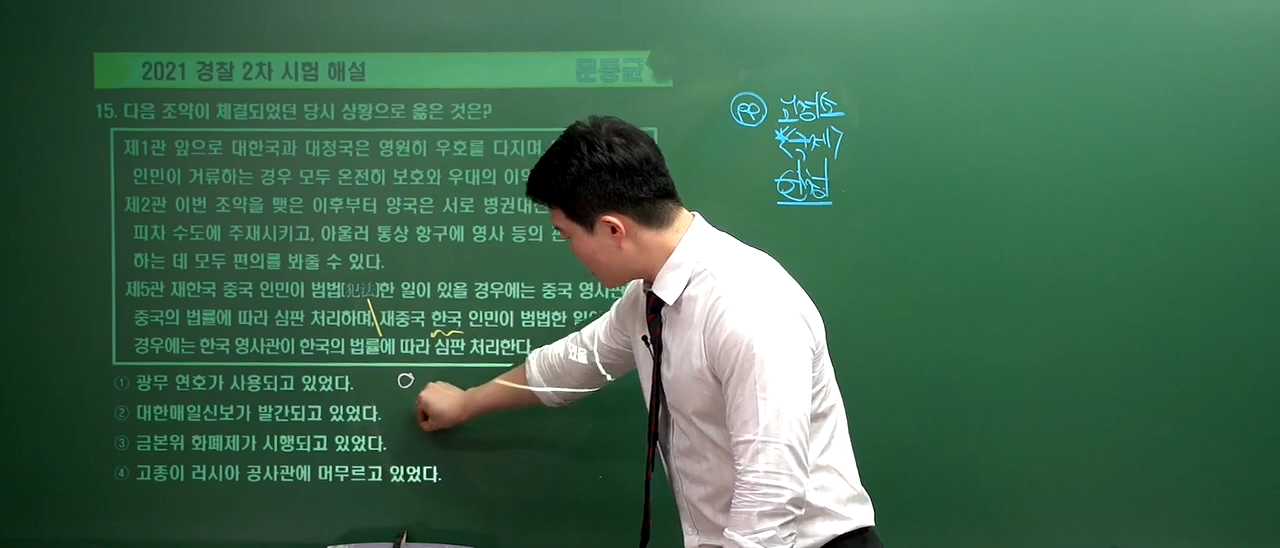 2021 경찰 2차 시험 해설
문동균
15. 다음 조약이 체결되었던 당시 상황으로 옳은 것은?
제1관 앞으로 대한국과 대청국은 영원히 우호를 다지며
인민이 거류하는 경우 모두 온전히 보호와 우대의
제2관 이번 조약을 맺은 이후부터 양국은 서로
피차 수도에 주재시키고, 아울러 통상 항구에 영사 등의
하는 데 모두 편의를 봐줄 수 있다.
제5관 재한국 중국 인민이 범법(犯法)한 일이 있을 경우에는 중국 영사관
중국의 법률에 따라 심판 처리하며, 재중국 한국 인민이 범법한
경우에는 한국 영사관이 한국의 법률에 따라 심판 처리한다.
① 광무 연호가 사용되고 있었다.
② 대한매일신보가 발간되고 있었다.
③ 금본위 화폐제가 시행되고 있었다.
④ 고종이 러시아 공사관에 머무르고 있었다.